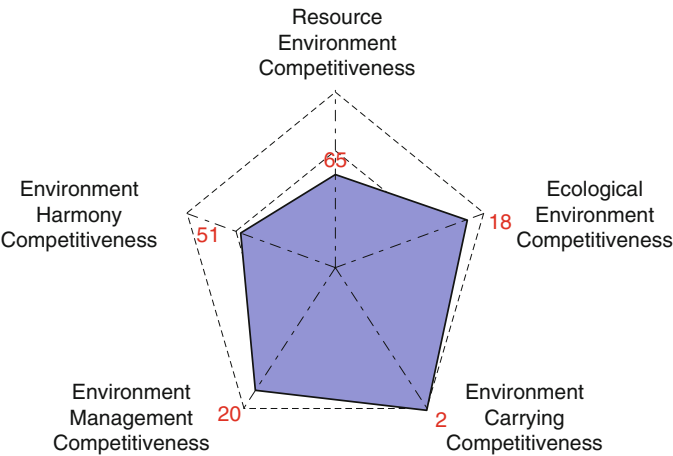 Resource
Environment
Competitiveness
65
Environment
Harmony
Competitiveness
51
Ecological
Environment
Competitiveness
18
Environment
Management
Competitiveness
20
Environment
Carrying
Competitiveness
2